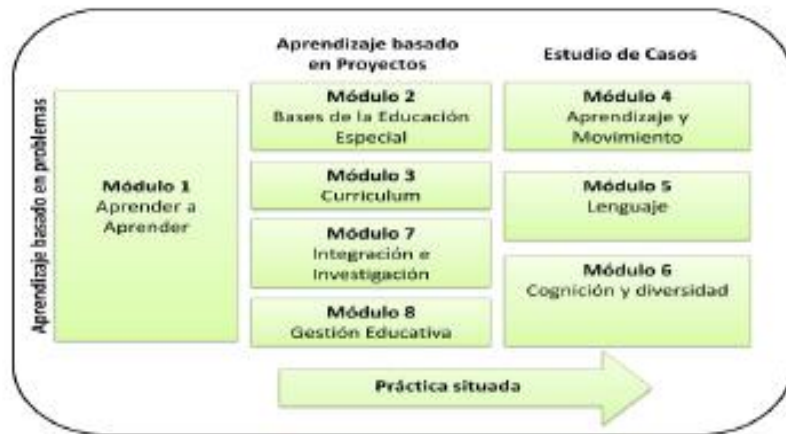 Aprendizaje basado en problemas
Módulo 1
Aprender a
Aprender
Aprendizaje basado
en Proyectos
Módulo 2
Bases de la Educación
Especial
Módulo 3
Curriculum
Módulo 7
Integración e
Investigación
Módulo 8
Gestión Educativa
Estudio de Casos
Módulo 4
Aprendizaje y
Movimiento
Módulo 5
Lenguaje
Módulo 6
Cognición y diversidad
Práctica situada